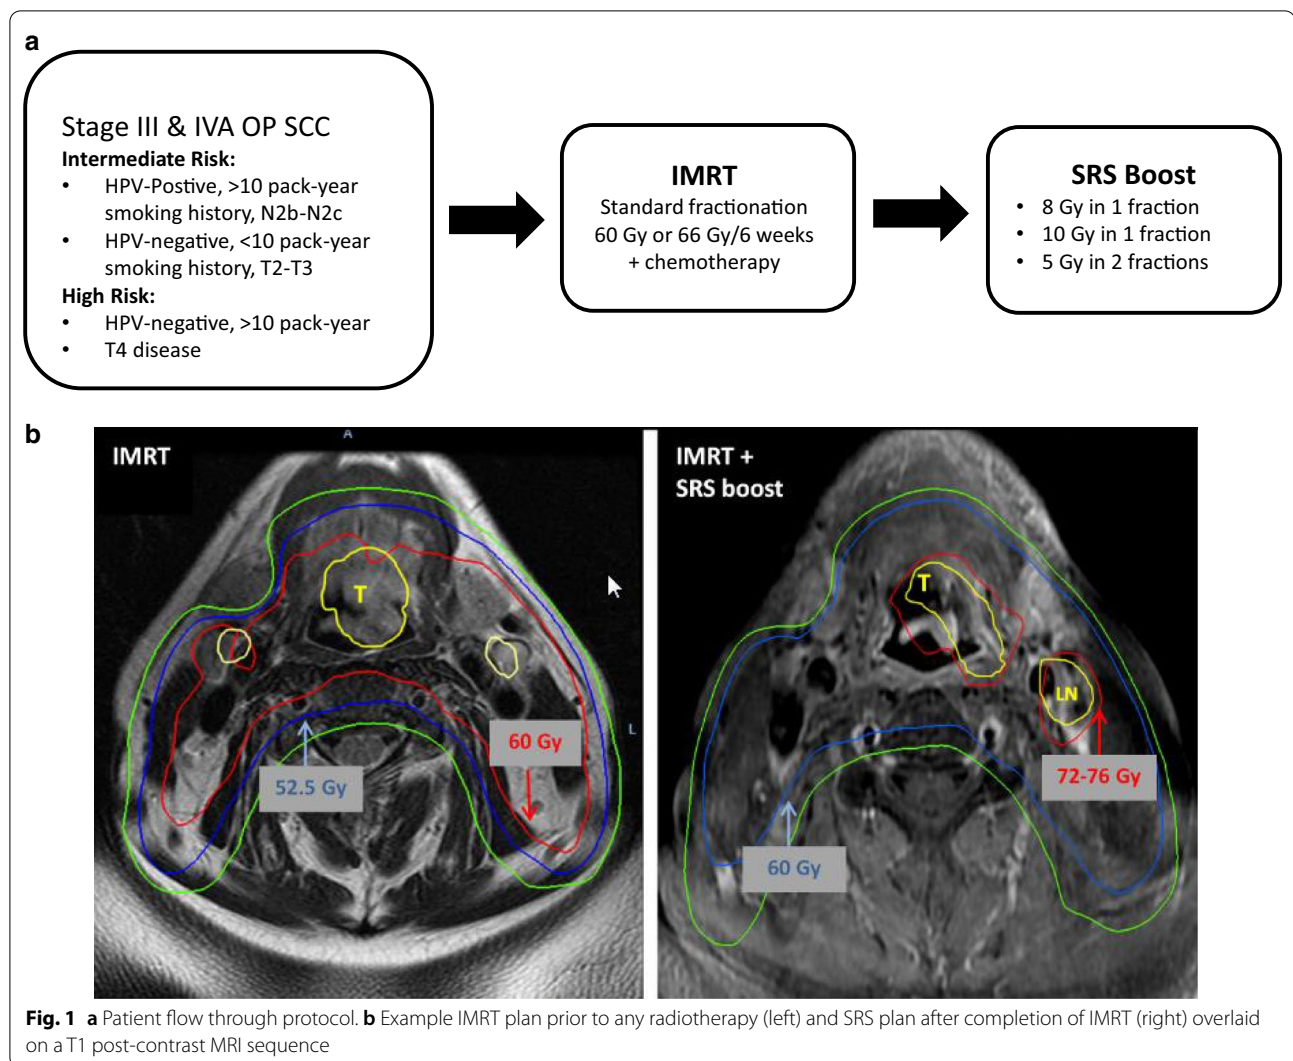 a
Stage III & IVA OP SCC
Intermediate Risk:
• HPV-Postive, >10 pack-year
smoking history, N2b-N2c
• HPV-negative, <10 pack-year
smoking history, T2-T3
High Risk:
• HPV-negative, >10 pack-year
• T4 disease
IMRT
Standard fractionation
60 Gy or 66 Gy/6 weeks
+ chemotherapy
SRS Boost
• 8 Gy in 1 fraction
• 10 Gy in 1 fraction
• 5 Gy in 2 fractions
b
A
IMRT
T
60 Gy
52.5 Gy
L
IMRT +
SRS boost
T
LN
72-76 Gy
60 Gy
Fig. 1 a Patient flow through protocol. b Example IMRT plan prior to any radiotherapy (left) and SRS plan after completion of IMRT (right) overlaid
on a T1 post-contrast MRI sequence